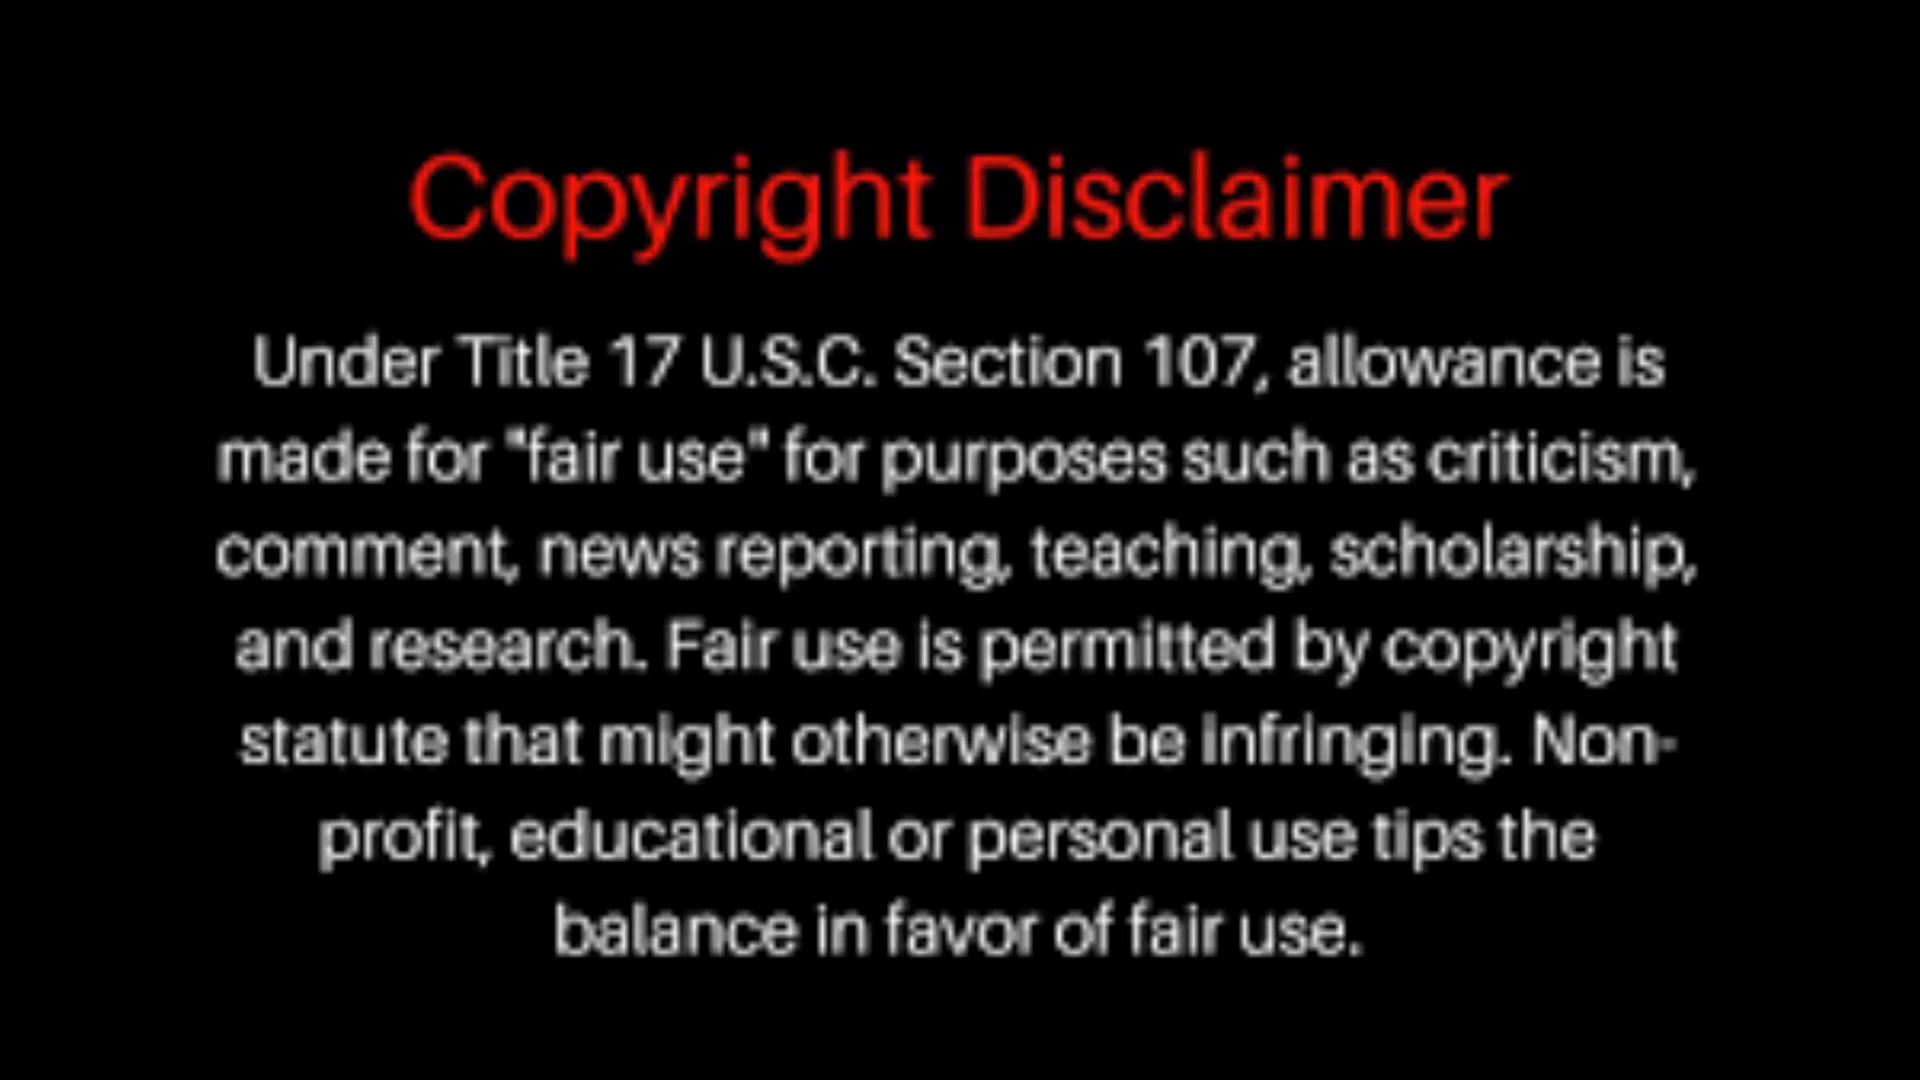 Copyright Disclaimer
Under Title 17 U.S.C. Section 107, allowance is
made for "fair use" for purposes such as criticism,
comment, news reporting, teaching, scholarship,
and research. Fair use is permitted by copyright
statute that might otherwise be infringing. Non-
profit, educational or personal use tips the
balance in favor of fair use.